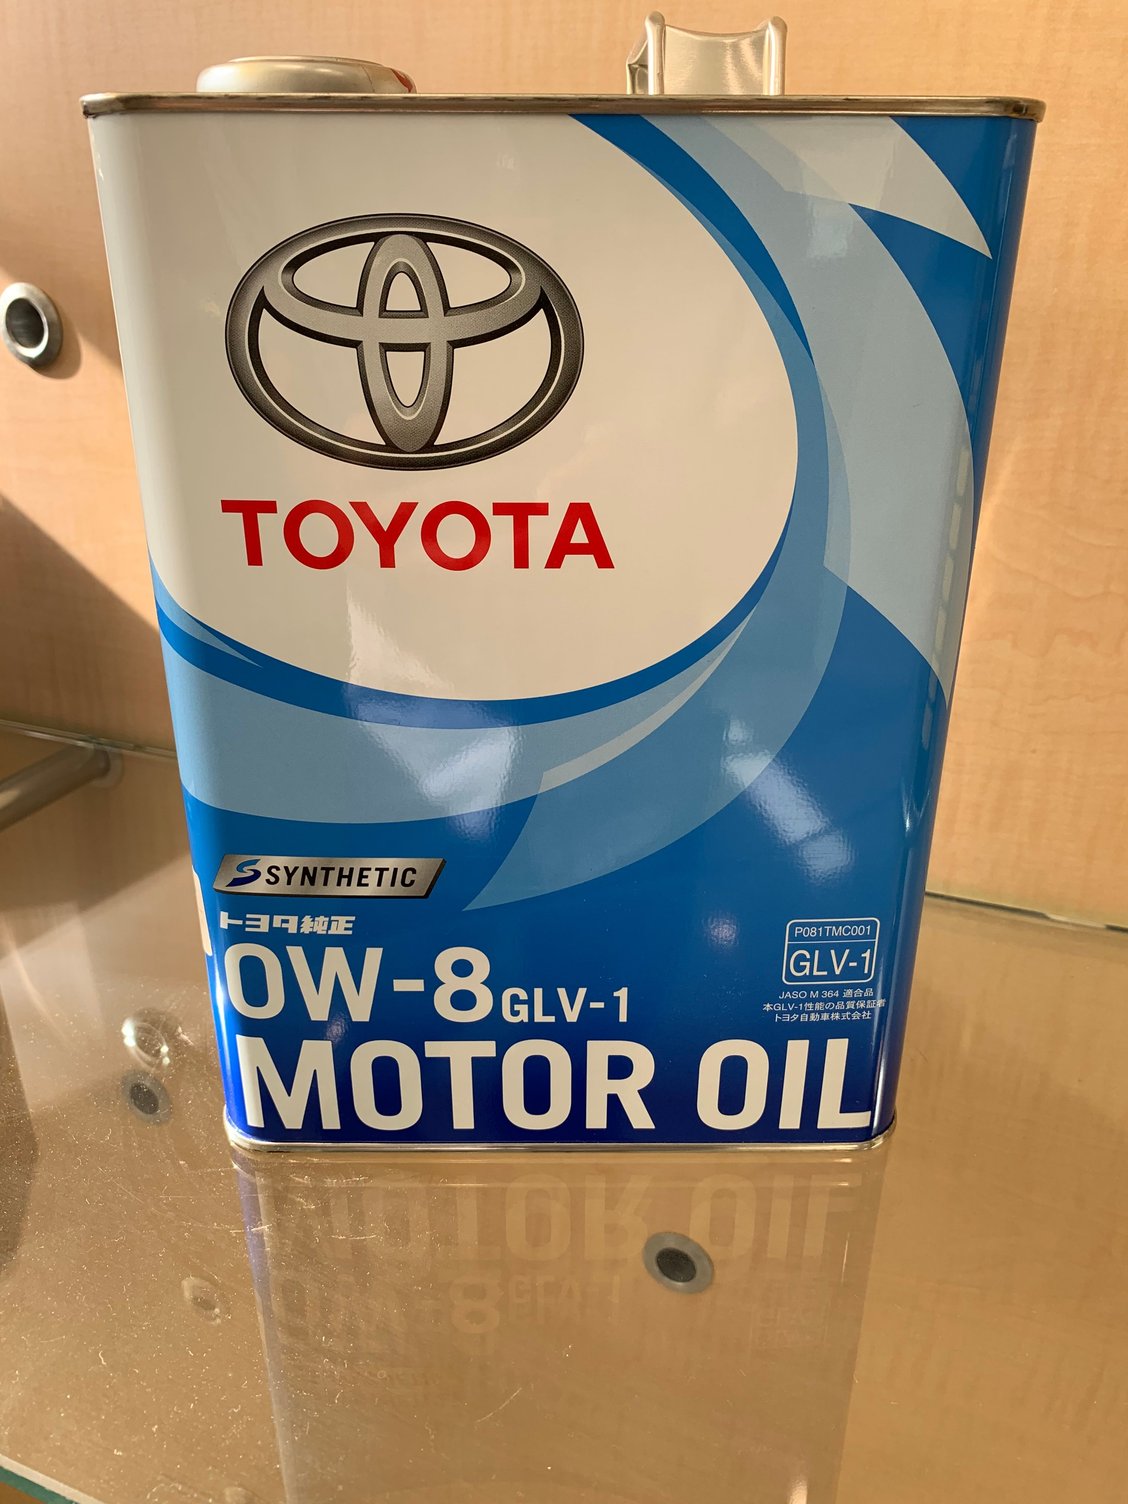 TOYOTA
SYNTHETIC
トヨタ純正
0W-8 GLV-1
MOTOR OIL
P081TMC001
GLV-1
JASO M 364 適合品
本GLV-1性能の品質保証者
トヨタ自動車株式会社